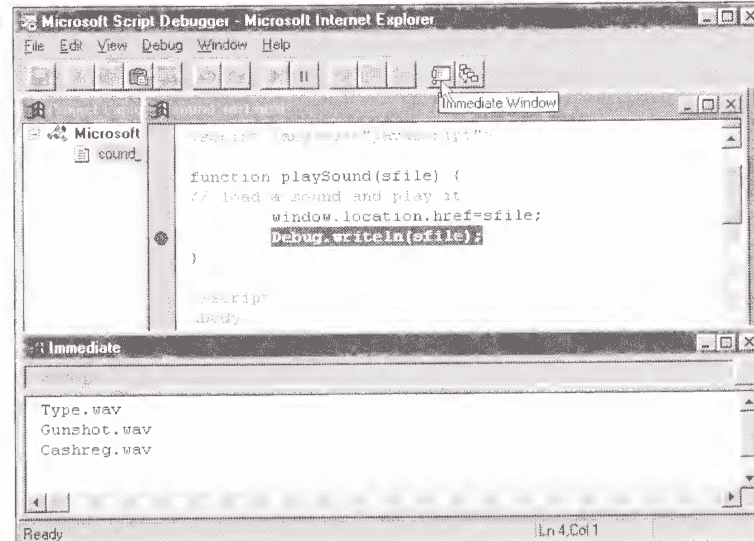 Microsoft Script Debugger - Microsoft Internet Explorer
File Edit View Debug Window Help
Immediate Window
Microsoft
sound_
function playSound(sfile) {
// load a sound and play it
window.location.href=sfile;
Debug.writeln(sfile);
}
Immediate
Type.wav
Gunshot.wav
Cashreg.wav
Ready
Ln 4,Col 1